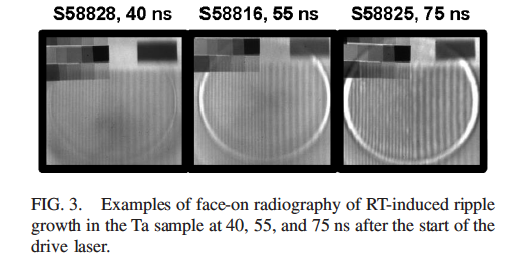 S58828, 40 ns S58816, 55 ns S58825, 75 ns
FIG. 3. Examples of face-on radiography of RT-induced ripple
growth in the Ta sample at 40, 55, and 75 ns after the start of the
drive laser.